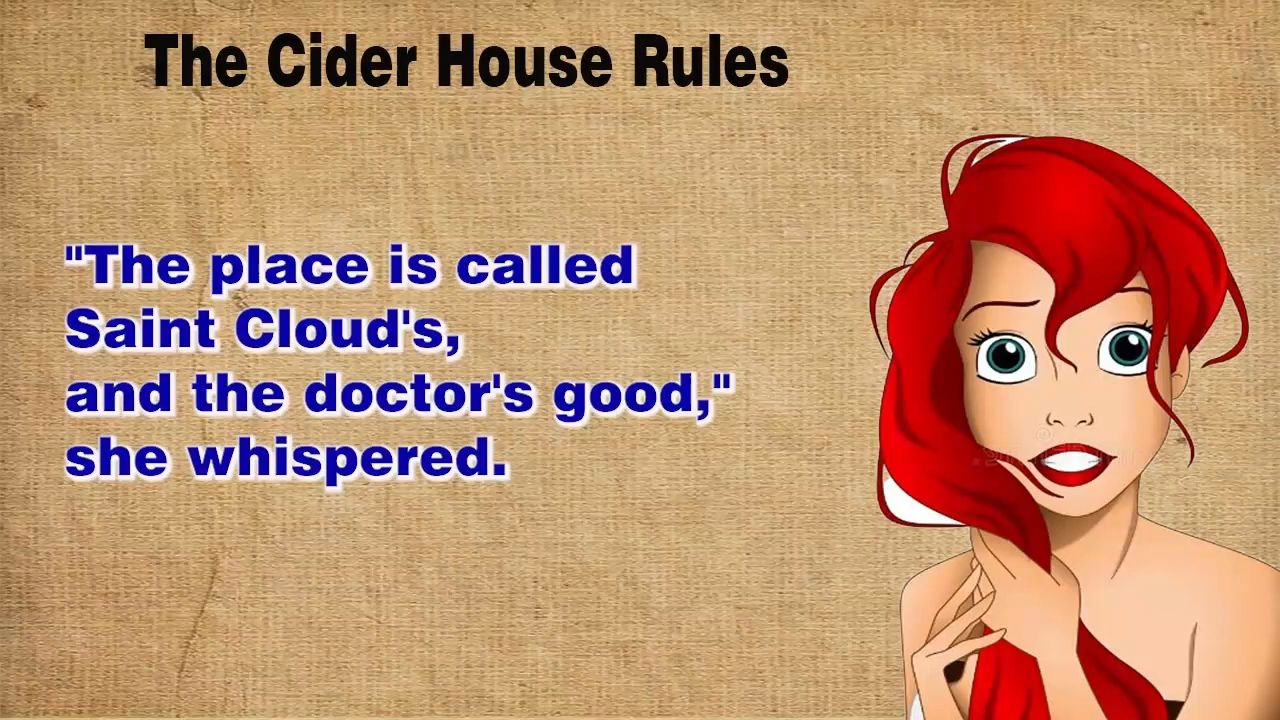 The Cider House Rules
"The place is called
Saint Cloud's,
and the doctor's good,"
she whispered.